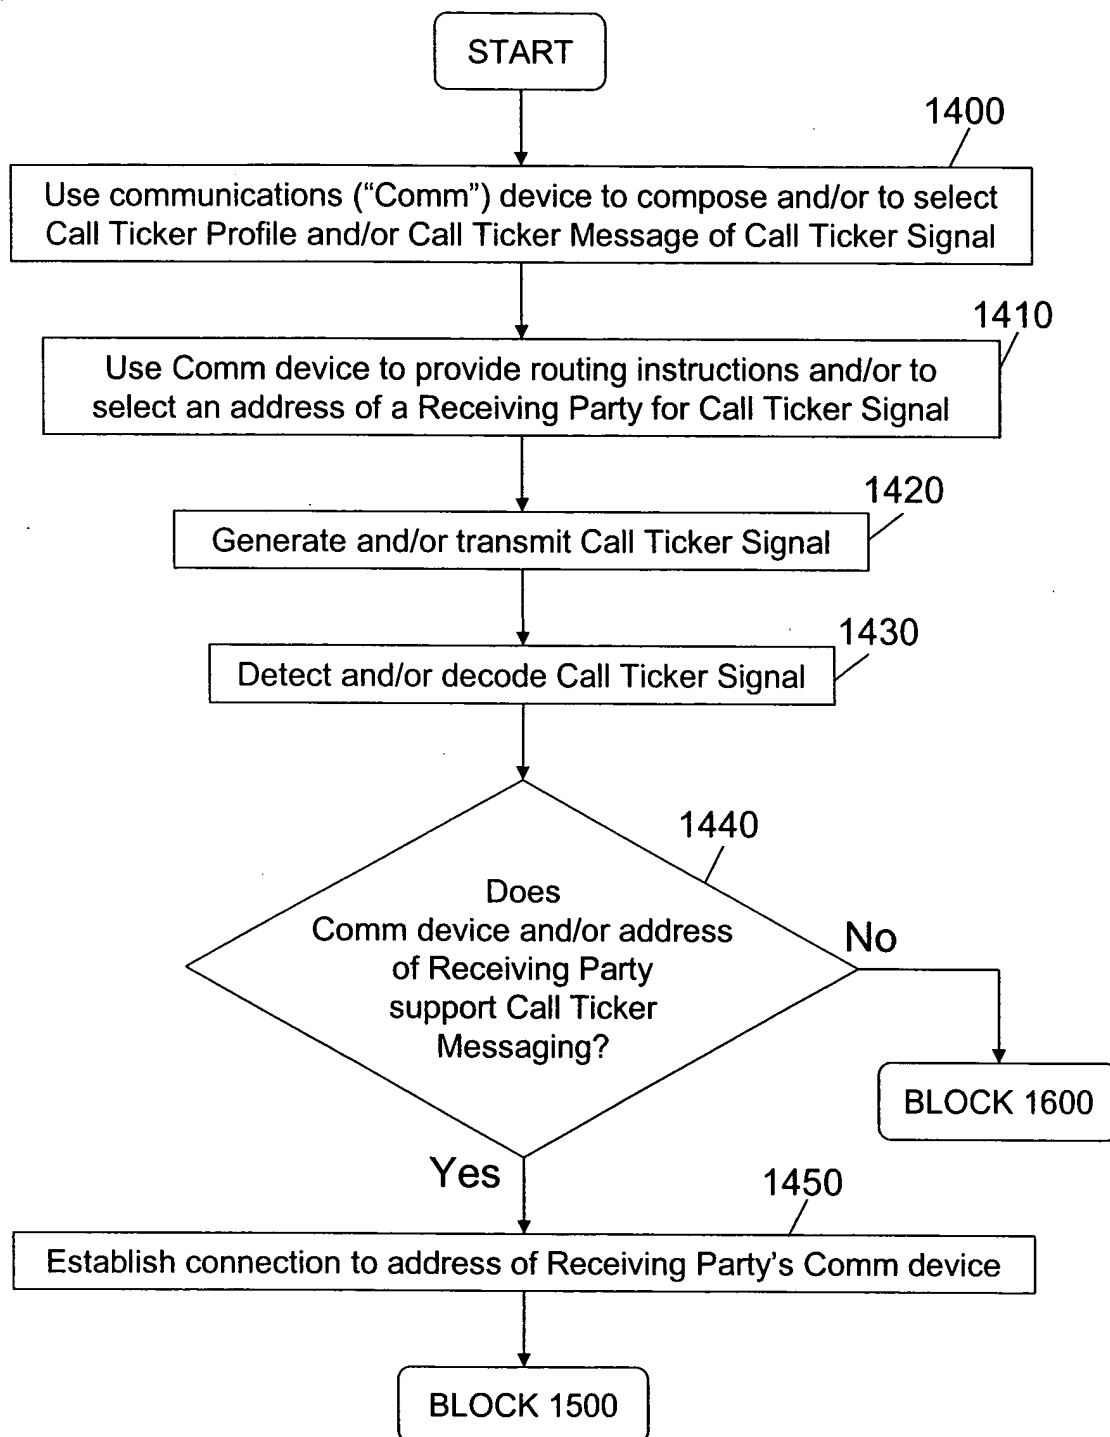 START
1400
Use communications (“Comm”) device to compose and/or to select
Call Ticker Profile and/or Call Ticker Message of Call Ticker Signal
1410
Use Comm device to provide routing instructions and/or to
select an address of a Receiving Party for Call Ticker Signal
1420
Generate and/or transmit Call Ticker Signal
1430
Detect and/or decode Call Ticker Signal
1440
Does
Comm device and/or address
of Receiving Party
support Call Ticker
Messaging?
No
BLOCK 1600
Yes
1450
Establish connection to address of Receiving Party’s Comm device
BLOCK 1500